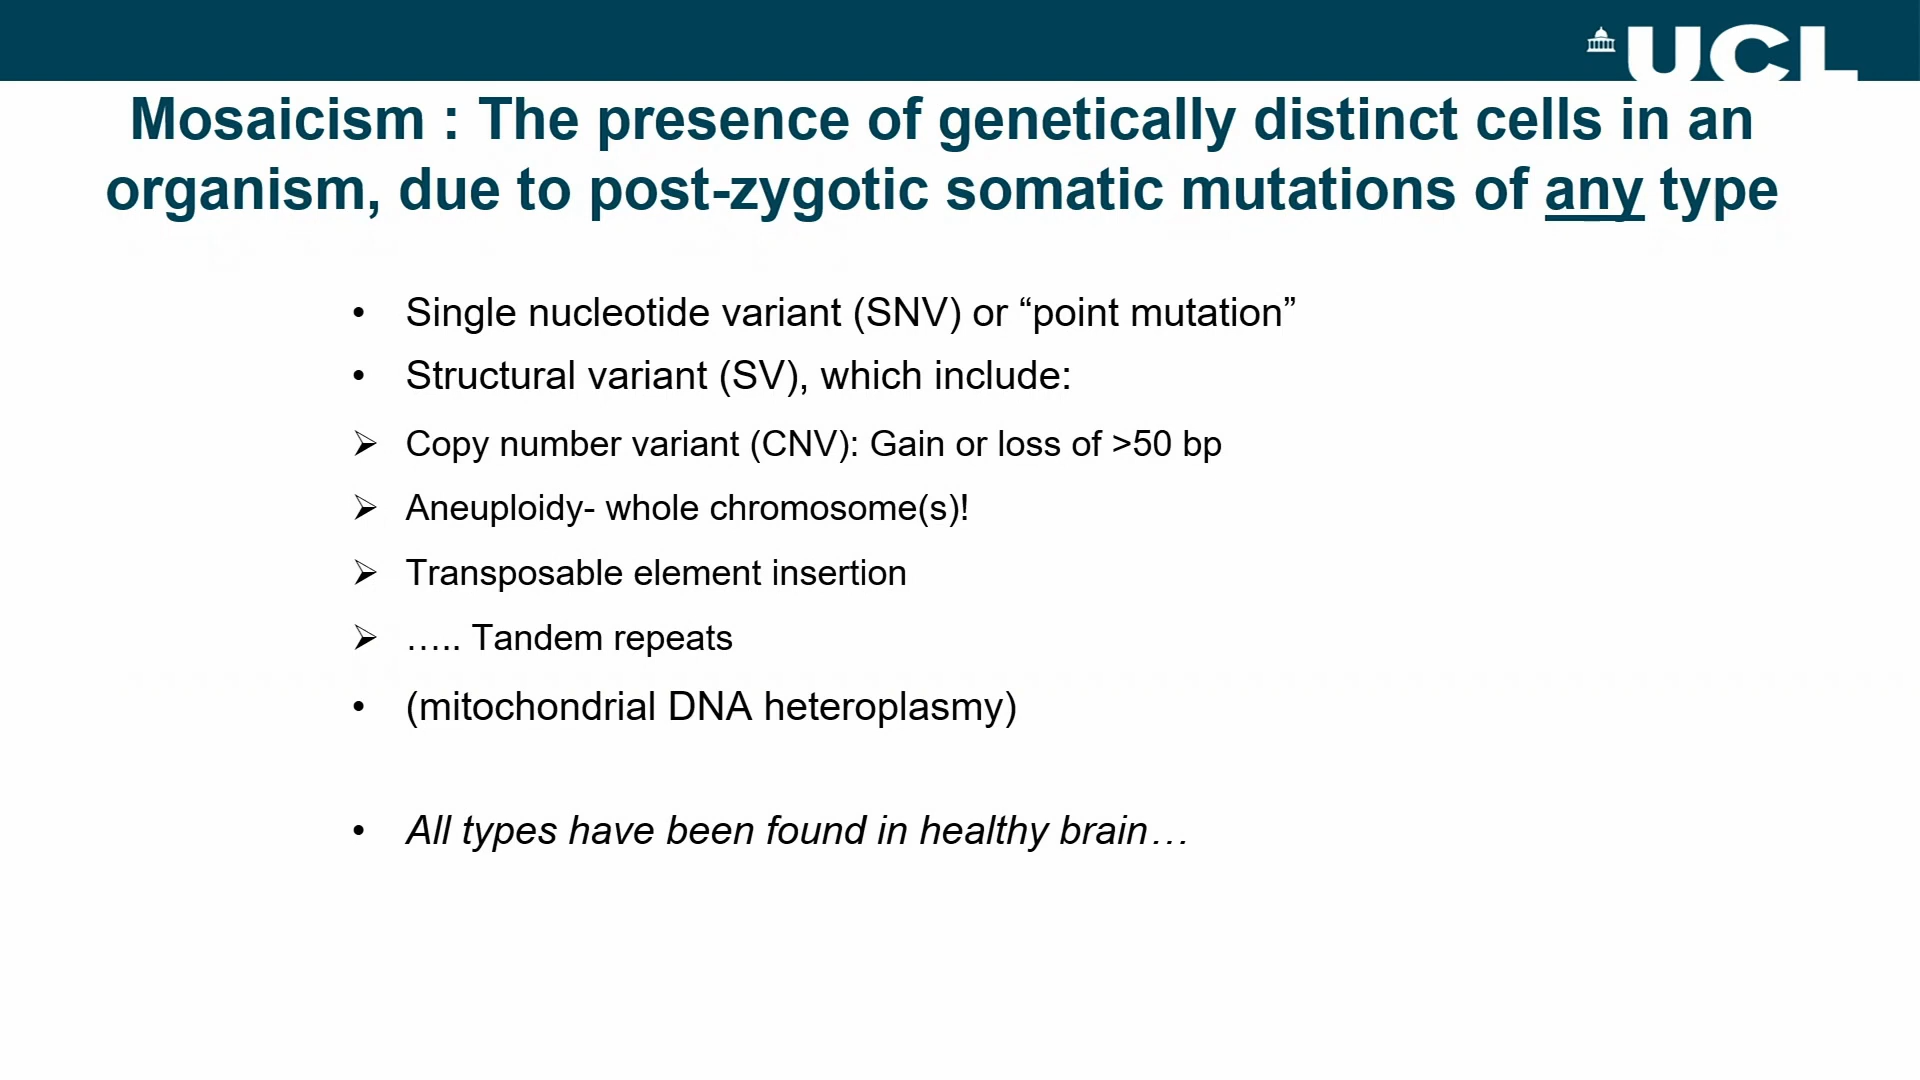 UCL
Mosaicism : The presence of genetically distinct cells in an
organism, due to post-zygotic somatic mutations of any type
• Single nucleotide variant (SNV) or “point mutation”
• Structural variant (SV), which include:
➢ Copy number variant (CNV): Gain or loss of >50 bp
➢ Aneuploidy- whole chromosome(s)!
➢ Transposable element insertion
➢ ….. Tandem repeats
• (mitochondrial DNA heteroplasmy)
• All types have been found in healthy brain…